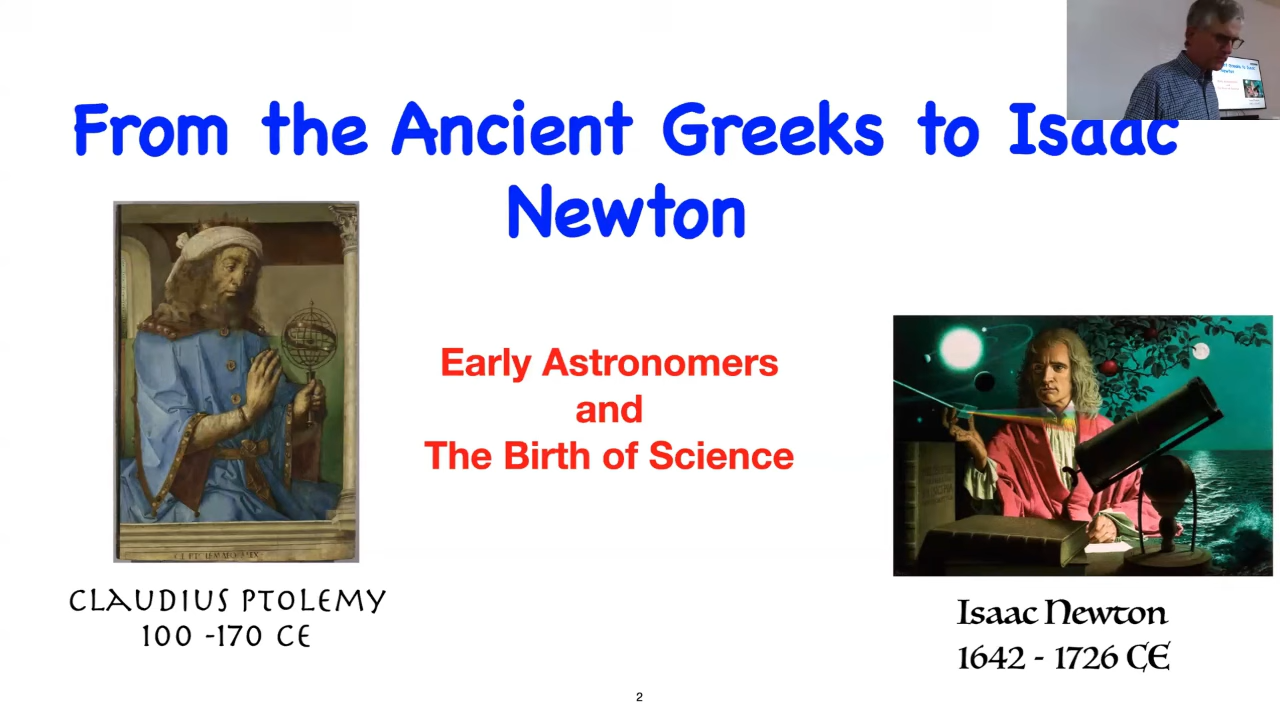 From the Ancient Greeks to Isaac
Newton
Early Astronomers
and
The Birth of Science
CLAUDIUS PTOLEMY
100 -170 CE
Isaac Newton
1642 - 1726 CE
2